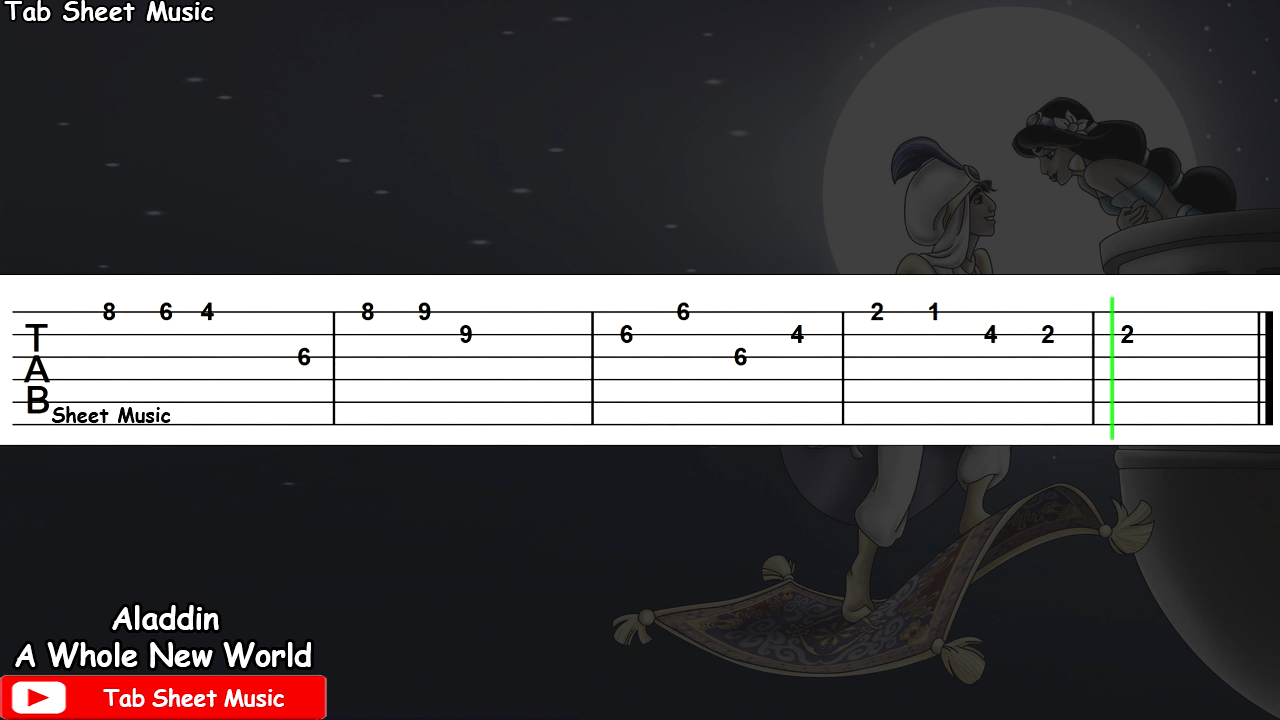 Tab Sheet Music
8 6 4 8 9 6 2 1
T 9 6 4 4 2 2
A 6 6
B
Sheet Music
Aladdin
A Whole New World
Tab Sheet Music